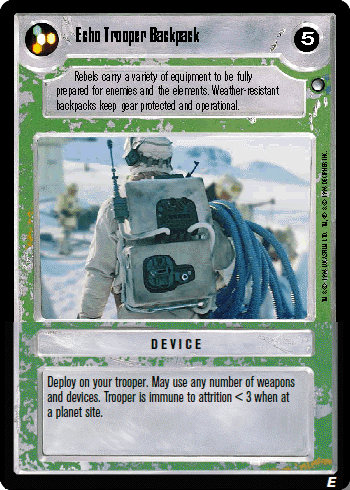 Echo Trooper Backpack
5
Rebels carry a variety of equipment to be fully
prepared for enemies and the elements. Weather-resistant
backpacks keep gear protected and operational.
DEVICE
Deploy on your trooper. May use any number of weapons
and devices. Trooper is immune to attrition < 3 when at
a planet site.
E